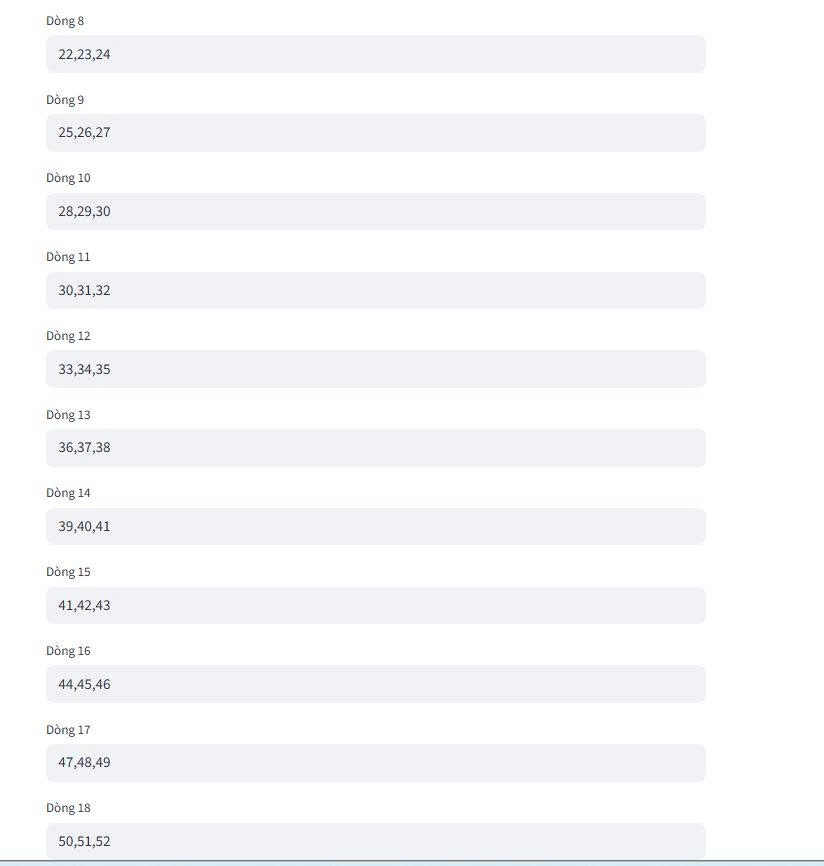 Dòng 8
22,23,24
Dòng 9
25,26,27
Dòng 10
28,29,30
Dòng 11
30,31,32
Dòng 12
33,34,35
Dòng 13
36,37,38
Dòng 14
39,40,41
Dòng 15
41,42,43
Dòng 16
44,45,46
Dòng 17
47,48,49
Dòng 18
50,51,52